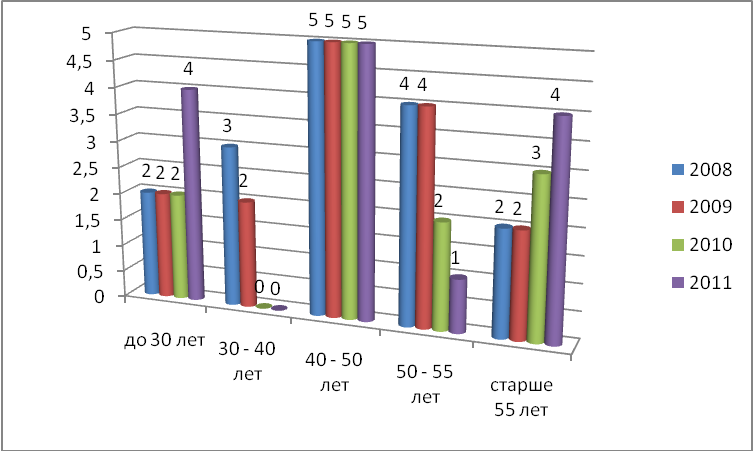 5
4,5
4
3,5
3
2,5
2
1,5
1
0,5
0
2 2 2 4
3 2 0 0
5 5 5 5
4 4 2 1
2 2 3 4
до 30 лет
30 - 40
лет
40 - 50
лет
50 - 55
лет
старше
55 лет
2008
2009
2010
2011